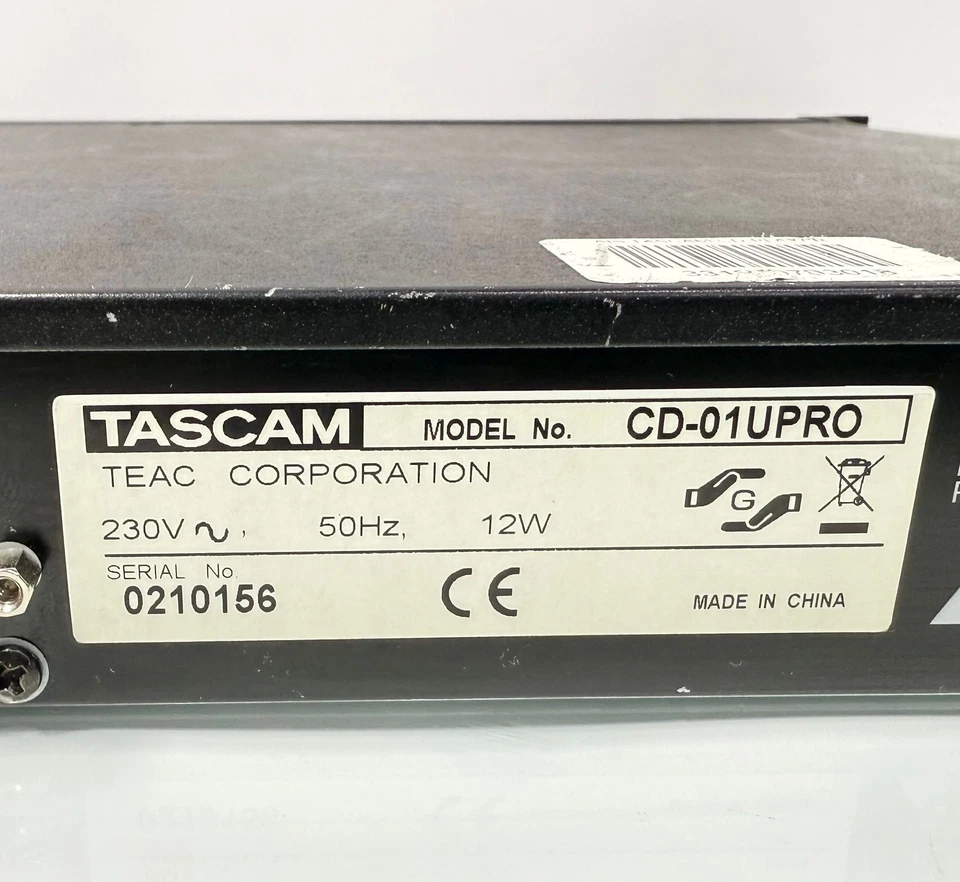 TASCAM MODEL No. CD-01UPRO
TEAC CORPORATION
G
230V ~, 50Hz, 12W
SERIAL No.
0210156
CE
MADE IN CHINA